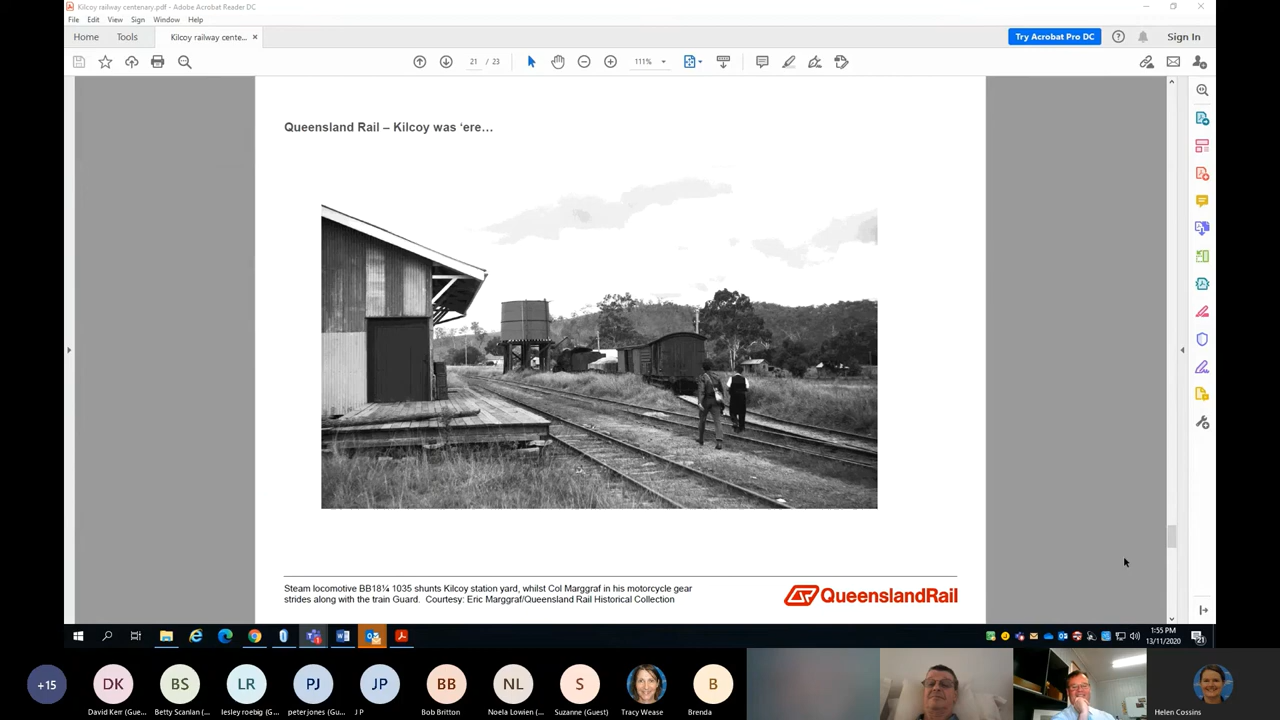 Kilcoy railway centenary.pdf - Adobe Acrobat Reader DC
File Edit View Sign Window Help
Home Tools Kilcoy railway cente... × Try Acrobat Pro DC Sign In
21 / 23 111%
Queensland Rail – Kilcoy was ‘ere…
Steam locomotive BB18¼ 1035 shunts Kilcoy station yard, whilst Col Marggraf in his motorcycle gear
strides along with the train Guard. Courtesy: Eric Marggraf/Queensland Rail Historical Collection
QueenslandRail
1:55 PM
13/11/2020
21
+15 DK BS LR PJ JP BB NL S B
David Kerr (Gue... Betty Scanlan (... lesley roebig (G... peter jones (Gu... J P Bob Britton Noela Lowien (... Suzanne (Guest) Tracy Wease Brenda Helen Cossins